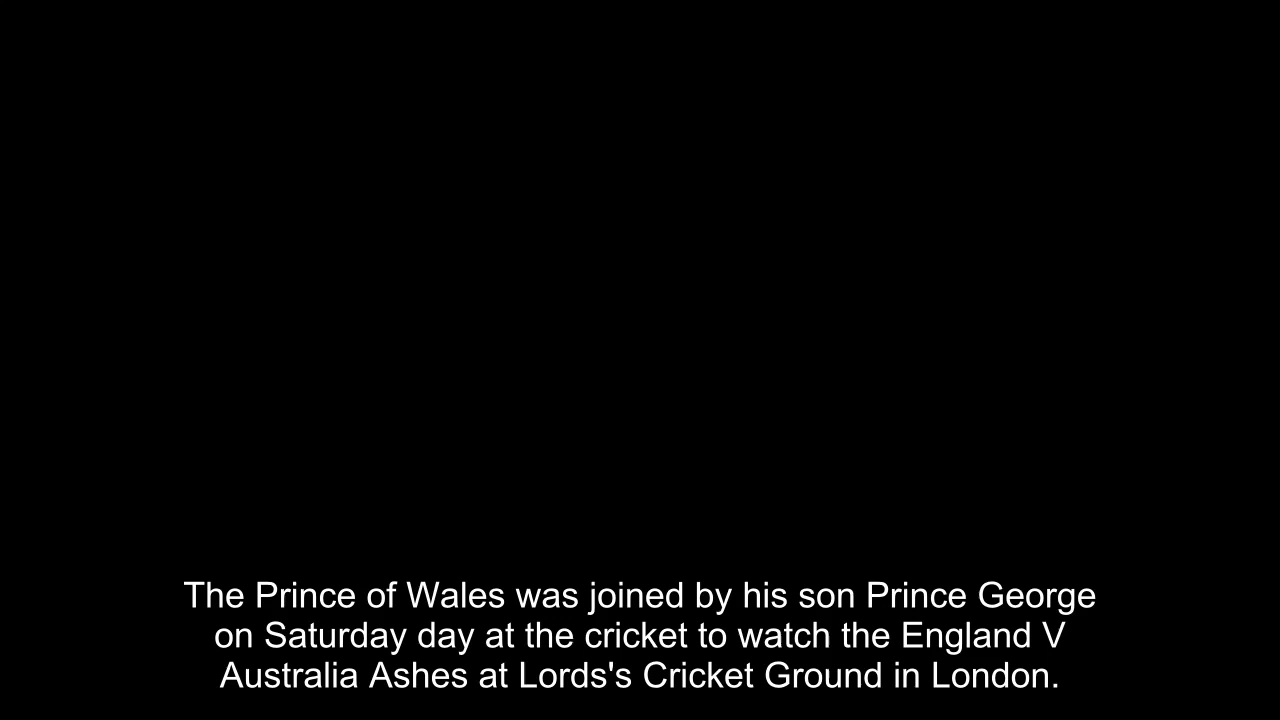 The Prince of Wales was joined by his son Prince George
on Saturday day at the cricket to watch the England V
Australia Ashes at Lords's Cricket Ground in London.